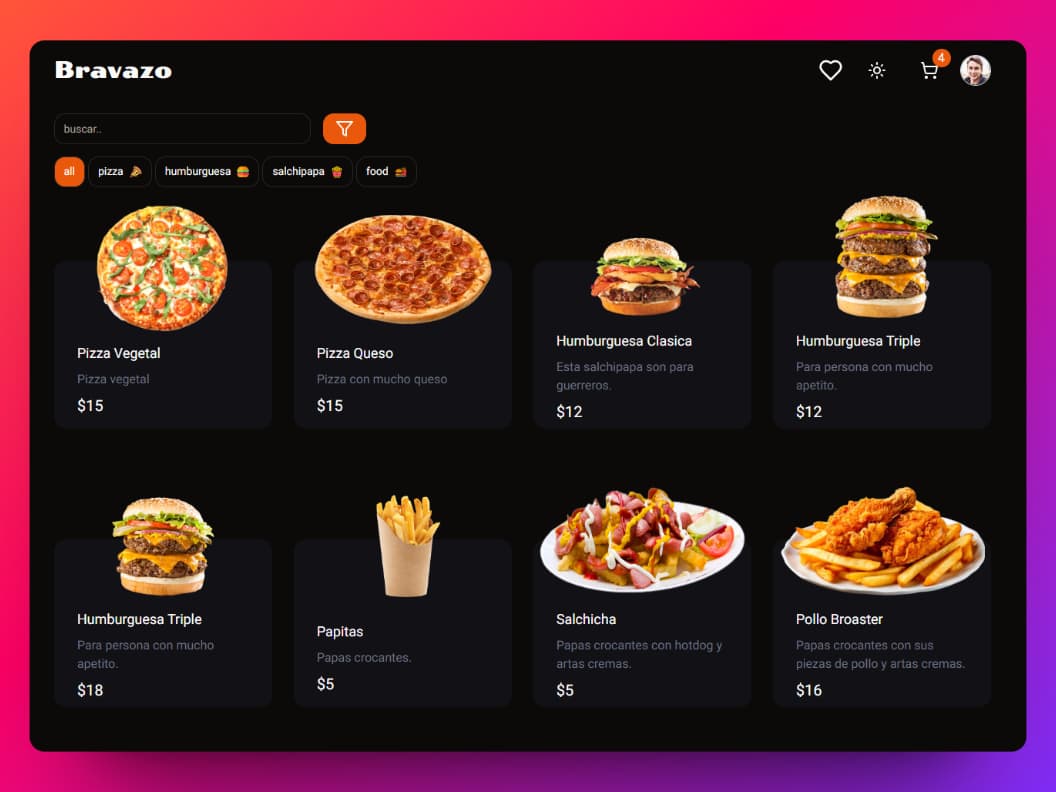 Bravazo
4
buscar..
all
pizza 🍕
humburguesa 🍔
salchipapa 🍟
food 🍱
Pizza Vegetal
Pizza vegetal
$15
Pizza Queso
Pizza con mucho queso
$15
Humburguesa Clasica
Esta salchipapa son para
guerreros.
$12
Humburguesa Triple
Para persona con mucho
apetito.
$12
Humburguesa Triple
Para persona con mucho
apetito.
$18
Papitas
Papas crocantes.
$5
Salchicha
Papas crocantes con hotdog y
artas cremas.
$5
Pollo Broaster
Papas crocantes con sus
piezas de pollo y artas cremas.
$16